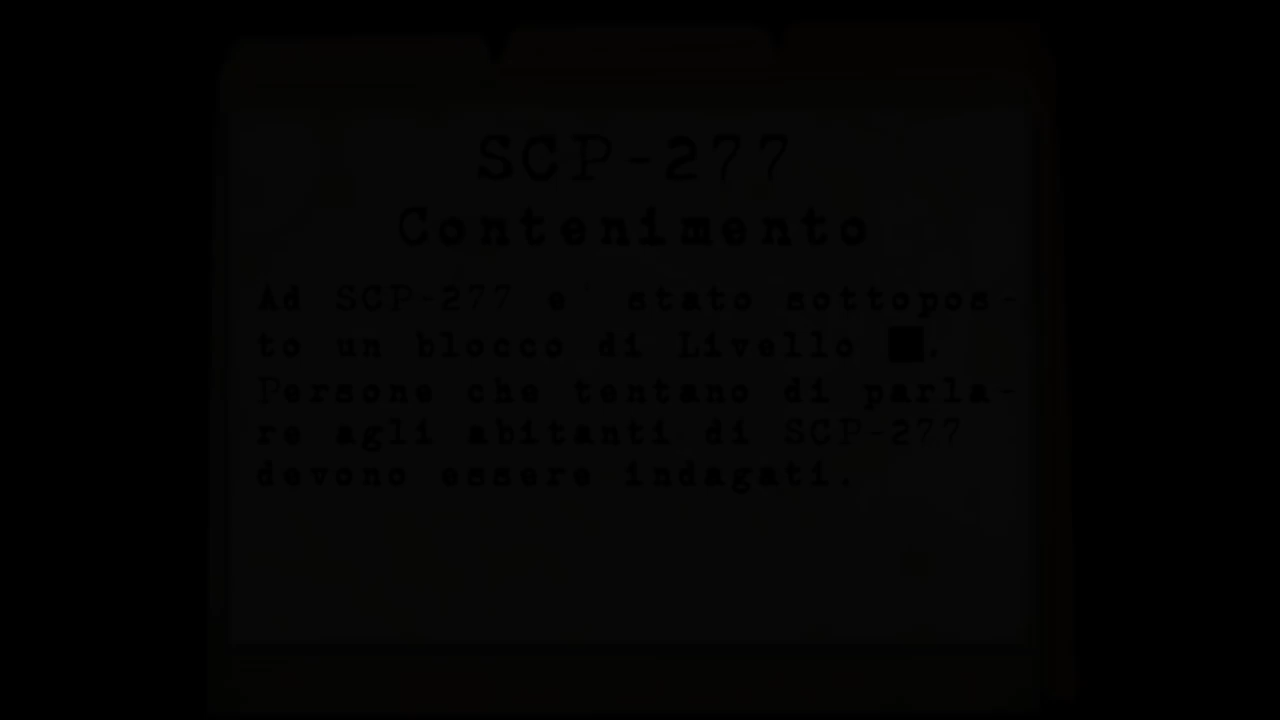 SCP-277
Contenimento
Ad SCP-277 e' stato sottopos-
to un blocco di Livello █.
Persone che tentano di parla-
re agli abitanti di SCP-277
devono essere indagati.